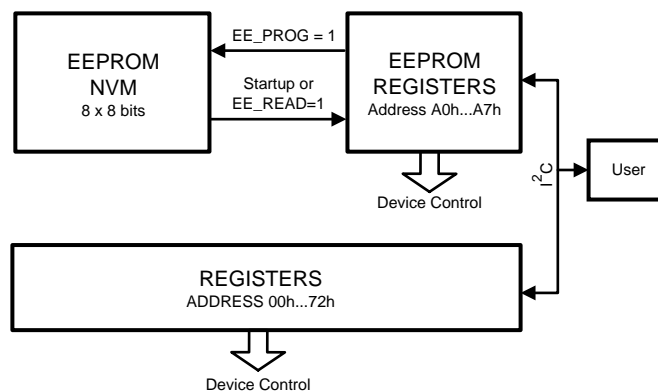 EEPROM
NVM
8 x 8 bits
EE_PROG = 1
Startup or
EE_READ=1
EEPROM
REGISTERS
Address A0h...A7h
Device Control
I²C
User
REGISTERS
ADDRESS 00h...72h
Device Control